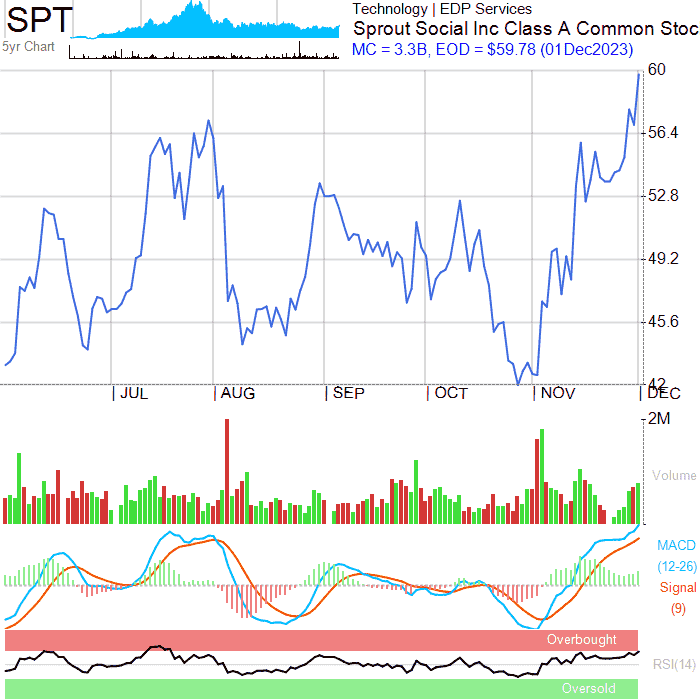 SPT
5yr Chart
Technology | EDP Services
Sprout Social Inc Class A Common Stoc
MC = 3.3B, EOD = $59.78 (01Dec2023)
60
56.4
52.8
49.2
45.6
42
| JUL
| AUG
| SEP
| OCT
| NOV
| DEC
2M
Volume
MACD
(12-26)
Signal
(9)
Overbought
RSI(14)
Oversold